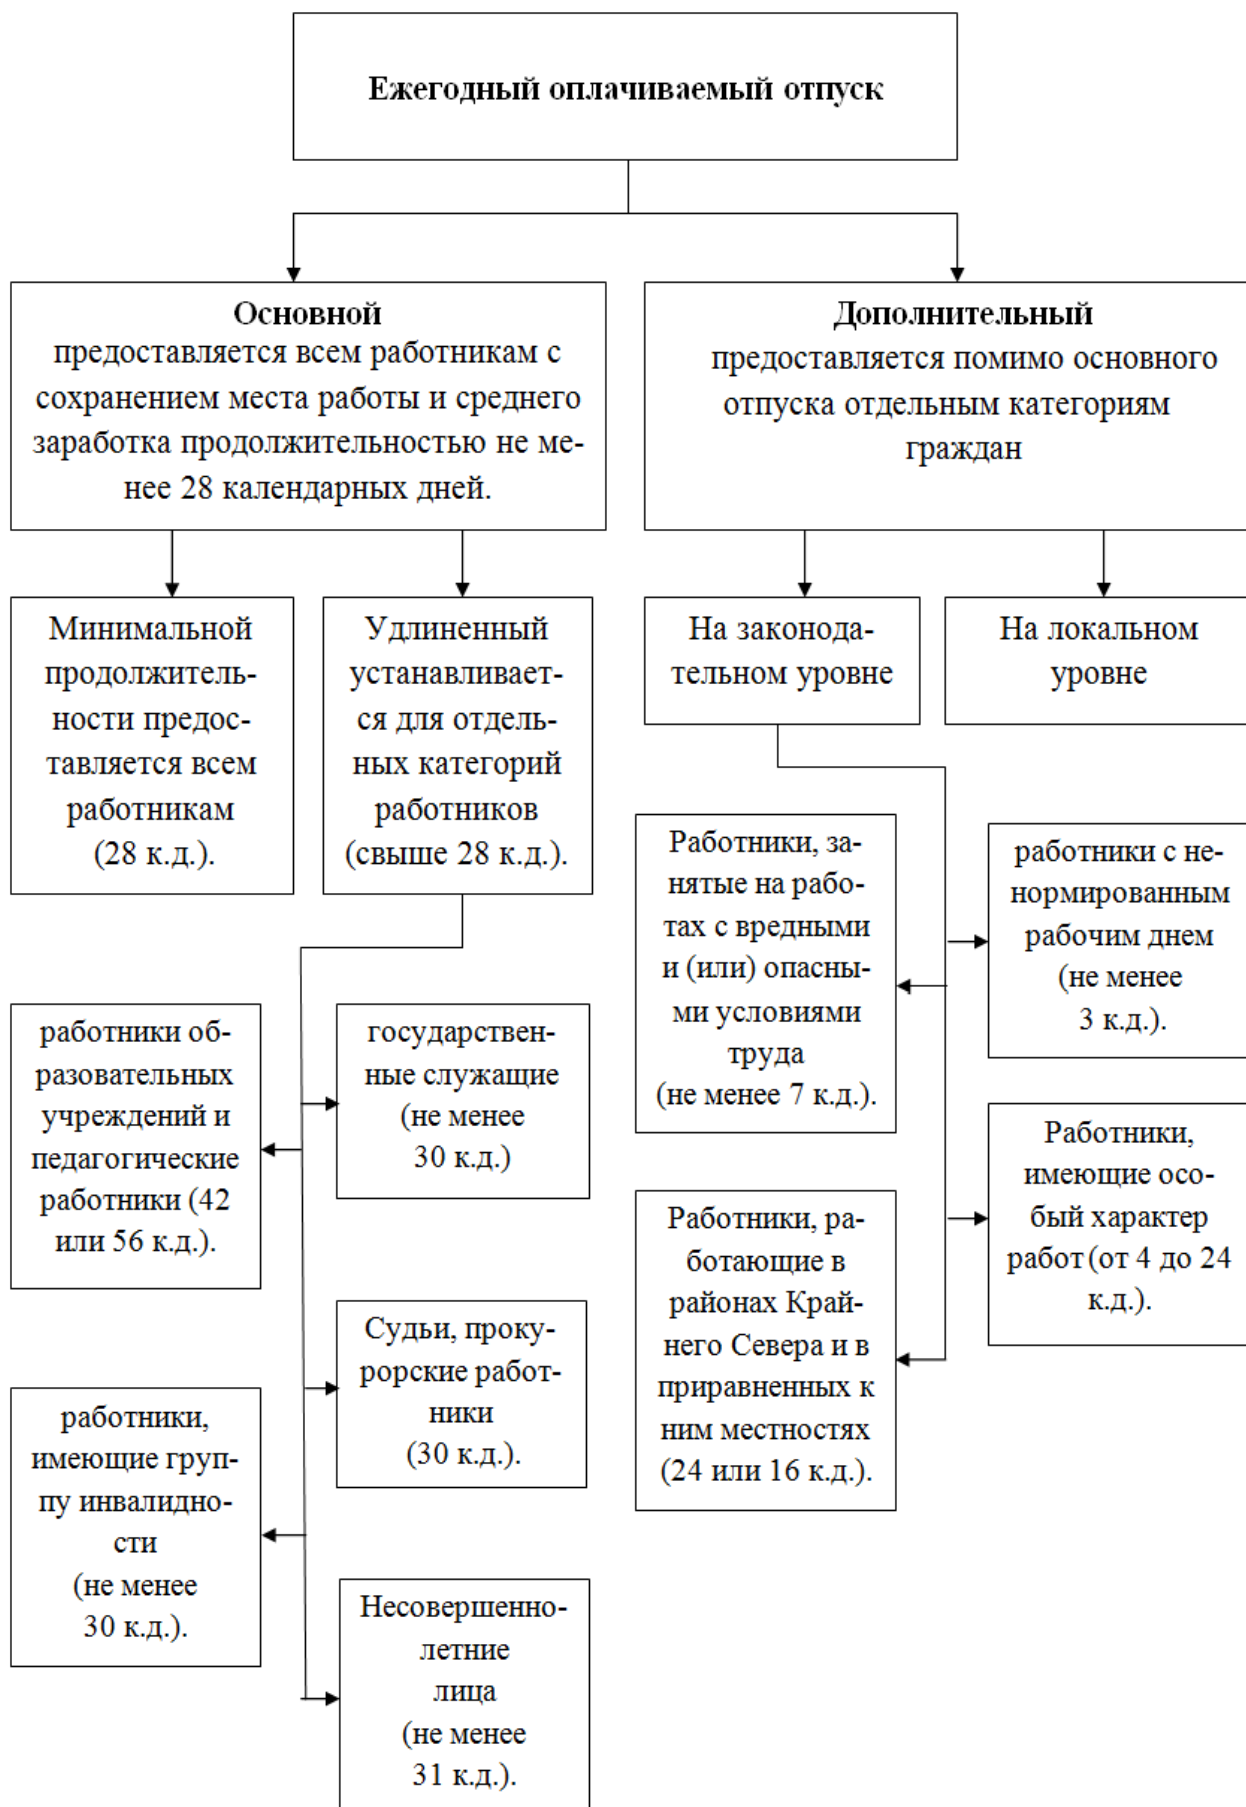 Ежегодный оплачиваемый отпуск
Основной
предоставляется всем работникам с
сохранением места работы и среднего
заработка продолжительностью не ме-
нее 28 календарных дней.
Дополнительный
предоставляется помимо основного
отпуска отдельным категориям
граждан
Минимальной
продолжитель-
ности предос-
тавляется всем
работникам
(28 к.д.).
Удлиненный
устанавливает-
ся для отдель-
ных категорий
работников
(свыше 28 к.д.).
На законода-
тельном уровне
На локальном
уровне
работники об-
разовательных
учреждений и
педагогические
работники (42
или 56 к.д.).
государствен-
ные служащие
(не менее
30 к.д.)
Судьи, проку-
рорские работ-
ники
(30 к.д.).
работники,
имеющие груп-
пу инвалидно-
сти
(не менее
30 к.д.).
Несовершенно-
летние
лица
(не менее
31 к.д.).
Работники, за-
нятые на рабо-
тах с вредными
и (или) опасны-
ми условиями
труда
(не менее 7 к.д.).
работники с не-
нормированным
рабочим днем
(не менее
3 к.д.).
Работники,
имеющие осо-
бый характер
работ (от 4 до 24
к.д.).
Работники, ра-
ботающие в
районах Край-
него Севера и в
приравненных к
ним местностях
(24 или 16 к.д.).